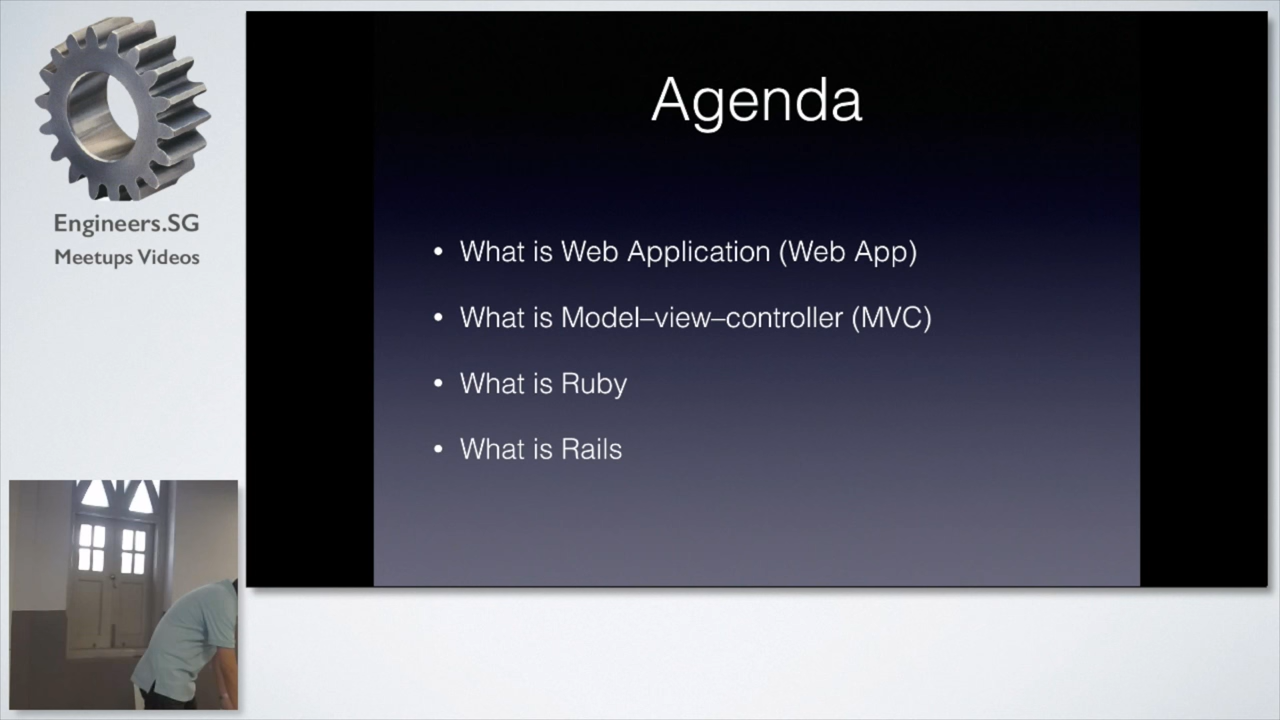 Engineers.SG
Meetups Videos
Agenda
• What is Web Application (Web App)
• What is Model–view–controller (MVC)
• What is Ruby
• What is Rails